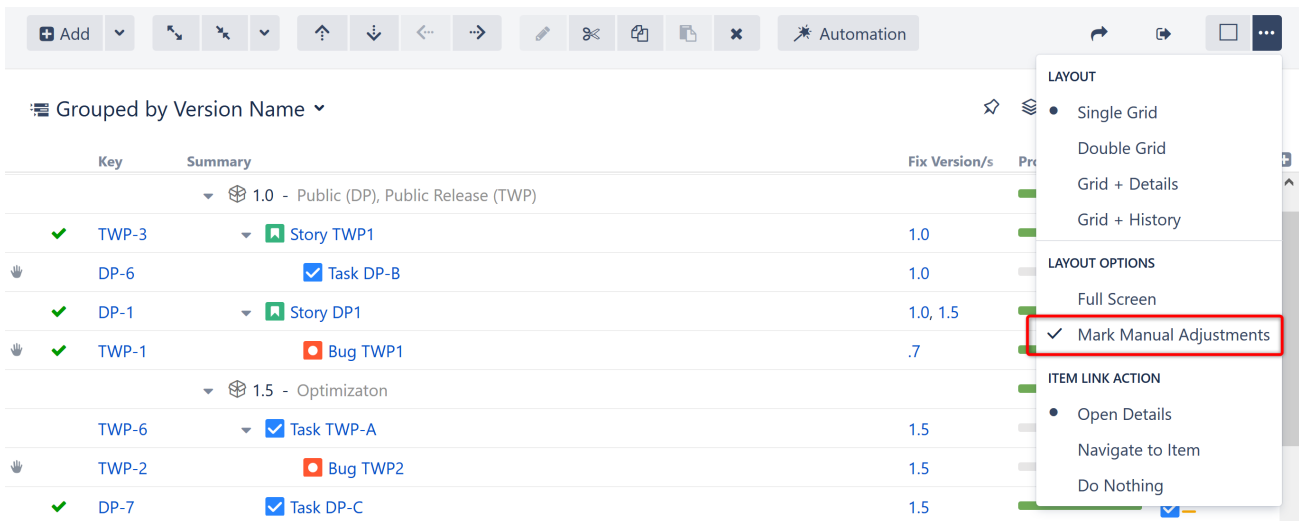 Add
Automation
Grouped by Version Name
Key Summary Fix Version/s
1.0 - Public (DP), Public Release (TWP)
TWP-3 Story TWP1 1.0
DP-6 Task DP-B 1.0
DP-1 Story DP1 1.0, 1.5
TWP-1 Bug TWP1 .7
1.5 - Optimizaton
TWP-6 Task TWP-A 1.5
TWP-2 Bug TWP2 1.5
DP-7 Task DP-C 1.5
LAYOUT
Single Grid
Double Grid
Grid + Details
Grid + History
LAYOUT OPTIONS
Full Screen
Mark Manual Adjustments
ITEM LINK ACTION
Open Details
Navigate to Item
Do Nothing